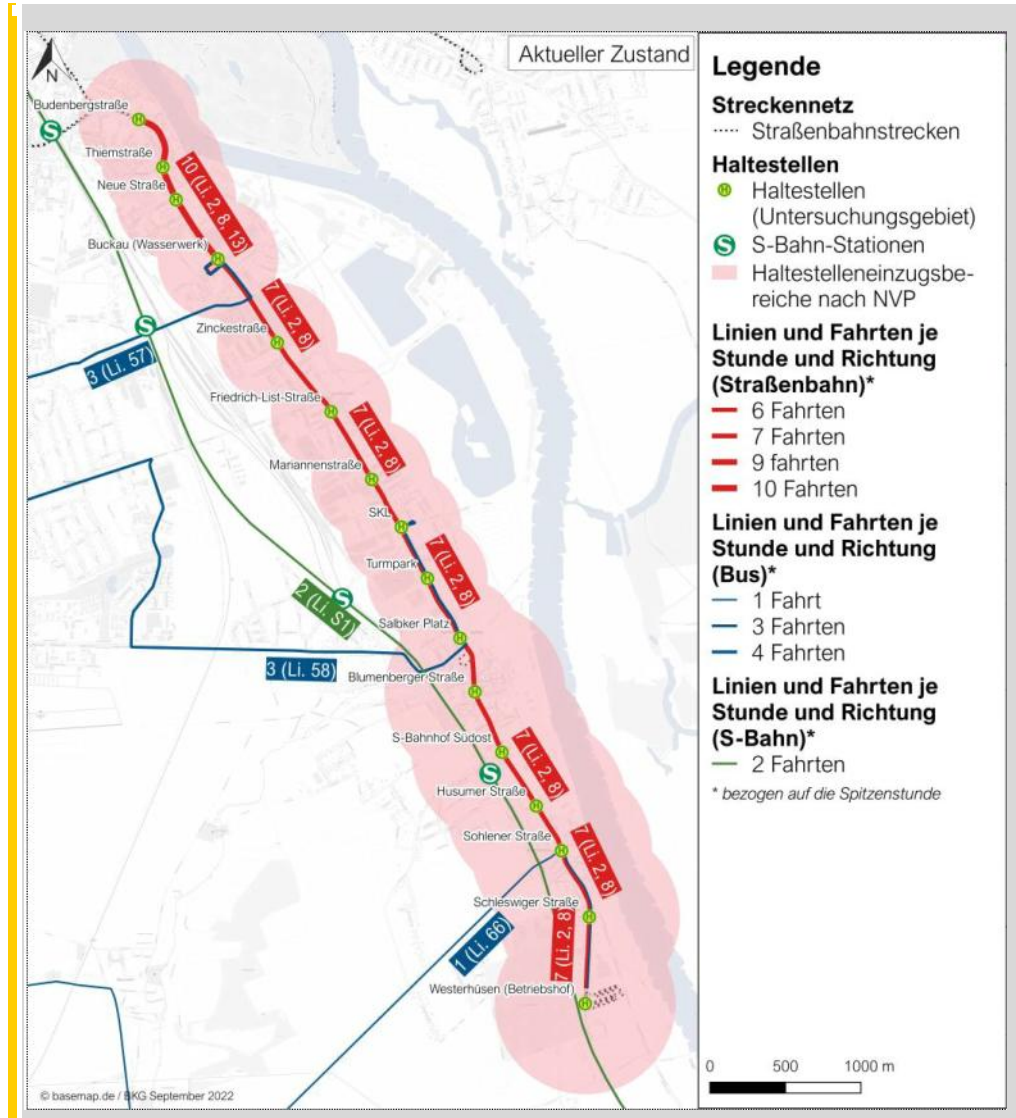 Aktueller Zustand
N
Budenbergstraße
S
Thiemstraße
Neue Straße
10 (Li. 2, 8, 13)
Buckau (Wasserwerk)
7 (Li. 2, 8)
Zinckestraße
S
3 (Li. 57)
Friedrich-List-Straße
7 (Li. 2, 8)
Mariannenstraße
SKL
Turmpark
7 (Li. 2, 8)
S
2 (Li. S1)
Salbker Platz
3 (Li. 58)
Blumenberger Straße
S-Bahnhof Südost
7 (Li. 2, 8)
S
Husumer Straße
Sohlener Straße
7 (Li. 2, 8)
Schleswiger Straße
1 (Li. 66)
7 (Li. 2, 8)
Westerhüsen (Betriebshof)
© basemap.de / BKG September 2022
Legende
Streckennetz
Straßenbahnstrecken
Haltestellen
H Haltestellen
(Untersuchungsgebiet)
S S-Bahn-Stationen
Haltestelleneinzugsbe-
reiche nach NVP
Linien und Fahrten je
Stunde und Richtung
(Straßenbahn)*
6 Fahrten
7 Fahrten
9 fahrten
10 Fahrten
Linien und Fahrten je
Stunde und Richtung
(Bus)*
1 Fahrt
3 Fahrten
4 Fahrten
Linien und Fahrten je
Stunde und Richtung
(S-Bahn)*
2 Fahrten
* bezogen auf die Spitzenstunde
0 500 1000 m